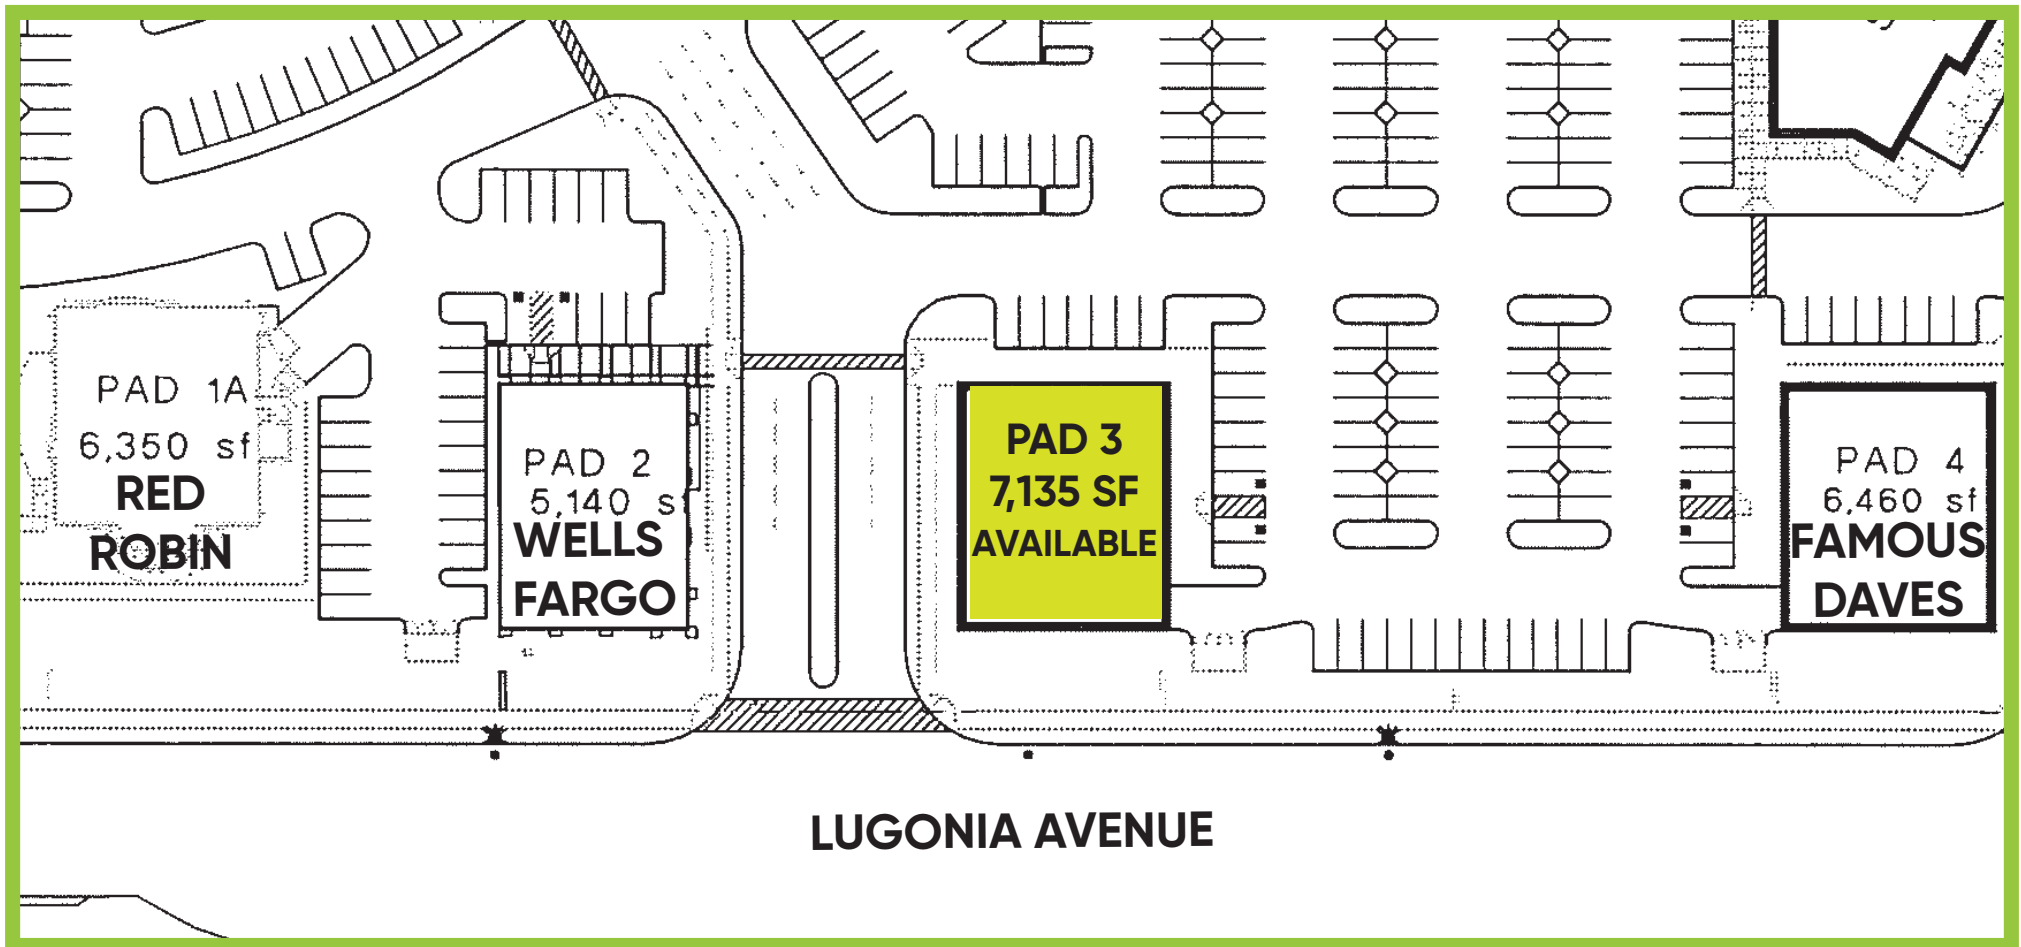 PAD 1A
6,350 sf
RED
ROBIN
PAD 2
5,140 s
WELLS
FARGO
PAD 3
7,135 SF
AVAILABLE
PAD 4
6,460 sf
FAMOUS
DAVES
LUGONIA AVENUE